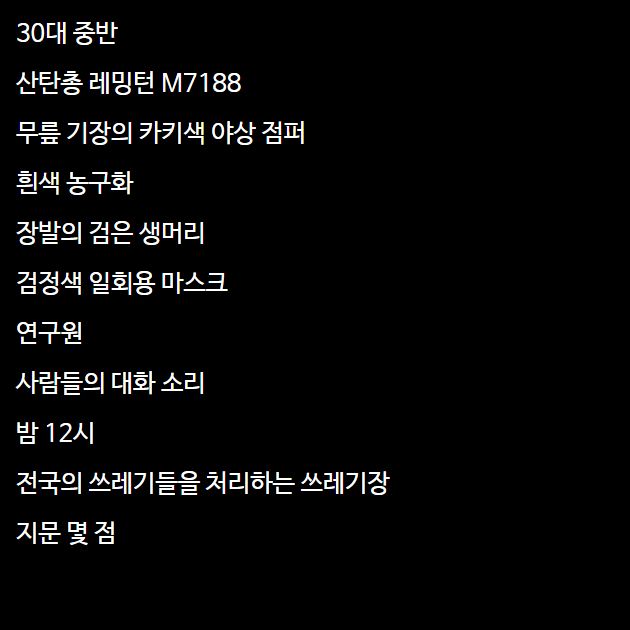 30대 중반
산탄총 레밍턴 M7188
무릎 기장의 카키색 야상 점퍼
흰색 농구화
장발의 검은 생머리
검정색 일회용 마스크
연구원
사람들의 대화 소리
밤 12시
전국의 쓰레기들을 처리하는 쓰레기장
지문 몇 점